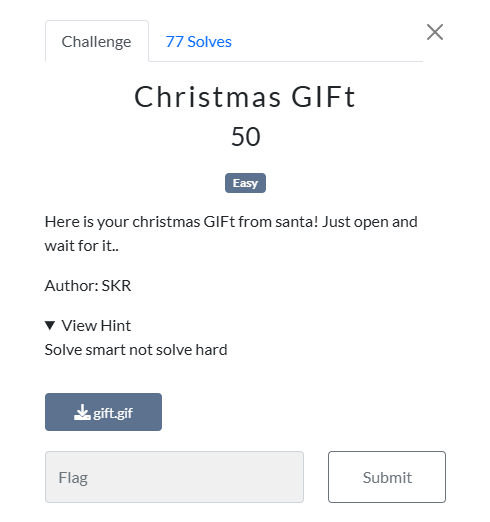 Challenge
77 Solves
Christmas GIFt
50
Easy
Here is your christmas GIFt from santa! Just open and
wait for it..
Author: SKR
▼ View Hint
Solve smart not solve hard
gift.gif
Flag
Submit